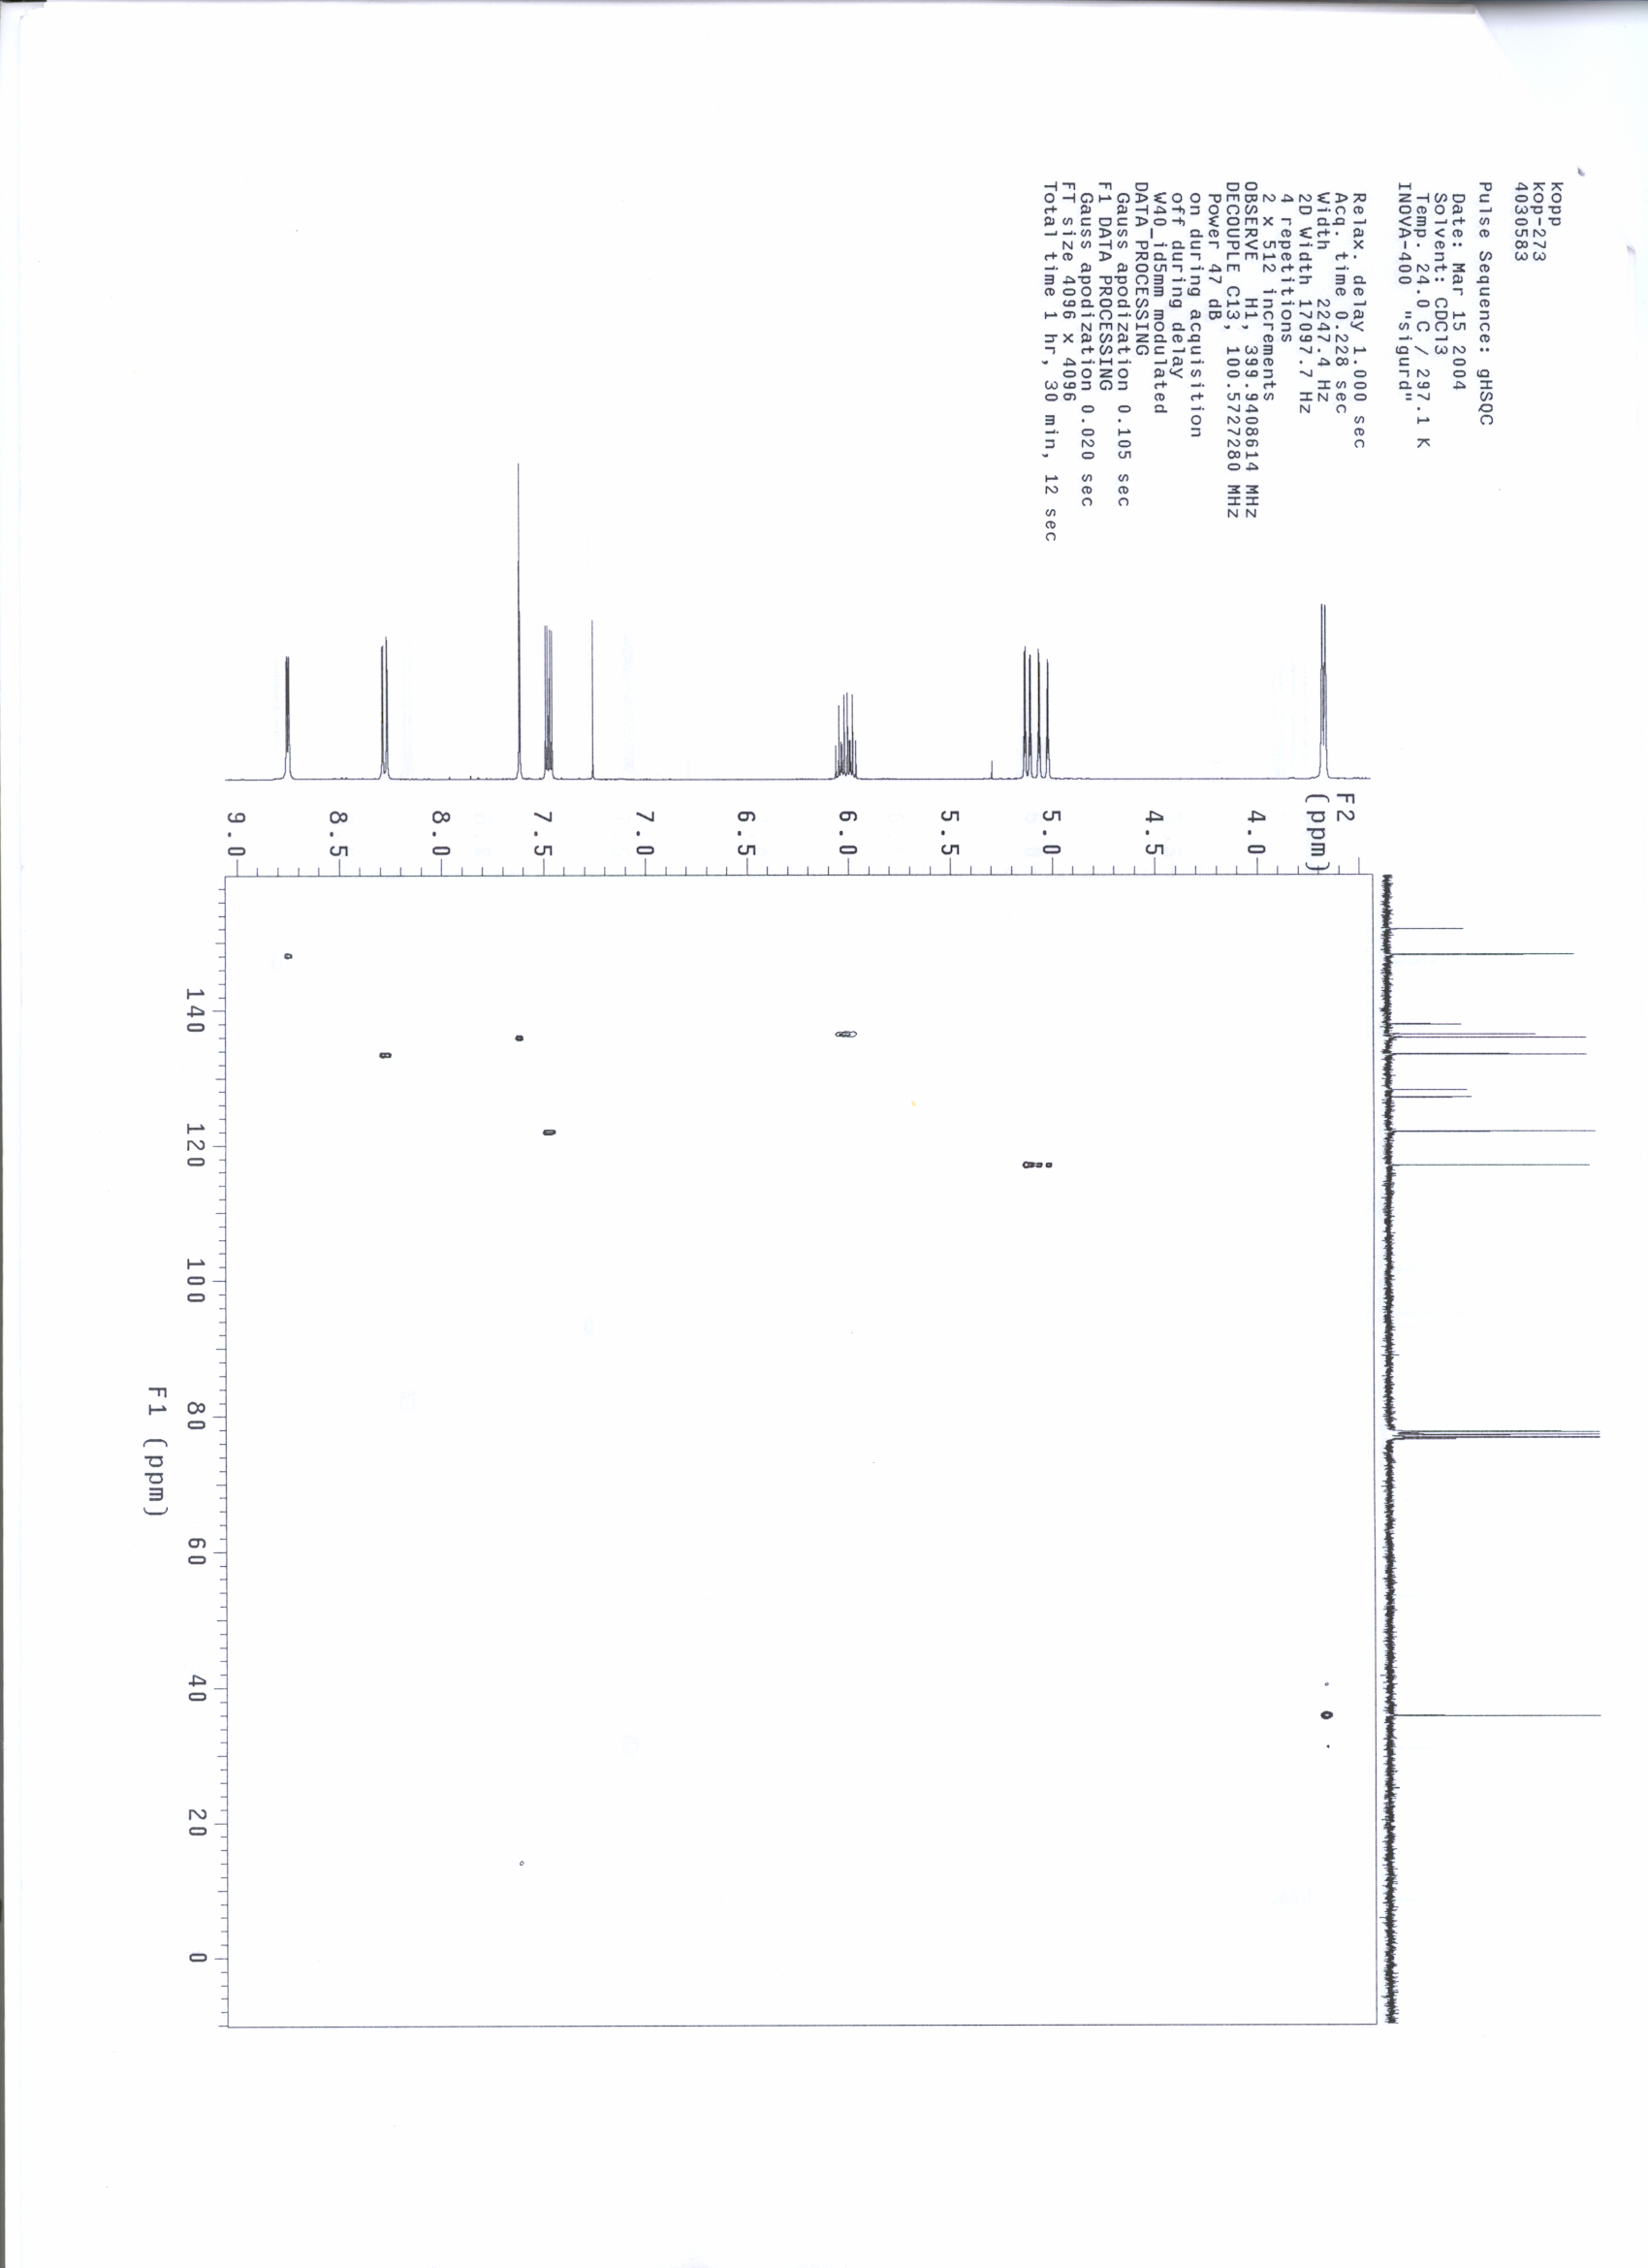 kopp
kop-273
4030583
Pulse Sequence: gHSQC
Date: Mar 15 2004
Solvent: CDCl3
Temp. 24.0 C / 297.1 K
INOVA-400 "sigurd"
Relax. delay 1.000 sec
Acq. time 0.228 sec
Width 2247.4 Hz
2D Width 17097.7 Hz
4 repetitions
2 x 512 increments
OBSERVE H1, 399.9408614 MHz
DECOUPLE C13, 100.5727280 MHz
Power 47 dB
on during acquisition
off during delay
W40_id5mm modulated
DATA PROCESSING
Gauss apodization 0.105 sec
F1 DATA PROCESSING
Gauss apodization 0.020 sec
FT size 4096 x 4096
Total time 1 hr, 30 min, 12 sec
F2
(ppm)
4.0
4.5
5.0
5.5
6.0
6.5
7.0
7.5
8.0
8.5
9.0
140 120 100 80 60 40 20 0
F1 (ppm)